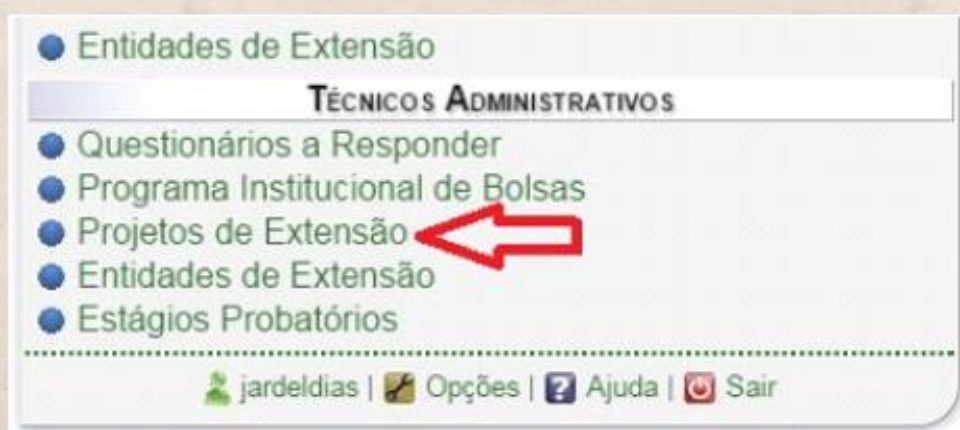 Entidades de Extensão
TÉCNICOS ADMINISTRATIVOS
Questionários a Responder
Programa Institucional de Bolsas
Projetos de Extensão
Entidades de Extensão
Estágios Probatórios
jardeldias | Opções | ? Ajuda | Sair